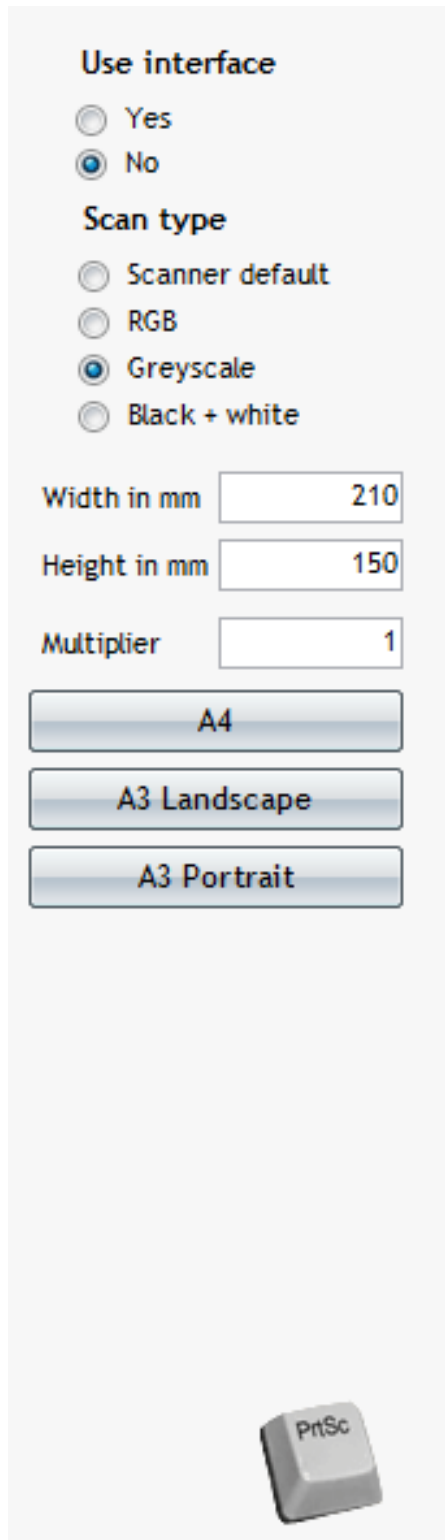 Use interface
Yes
No
Scan type
Scanner default
RGB
Greyscale
Black + white
Width in mm 210
Height in mm 150
Multiplier 1
A4
A3 Landscape
A3 Portrait
PrtSc